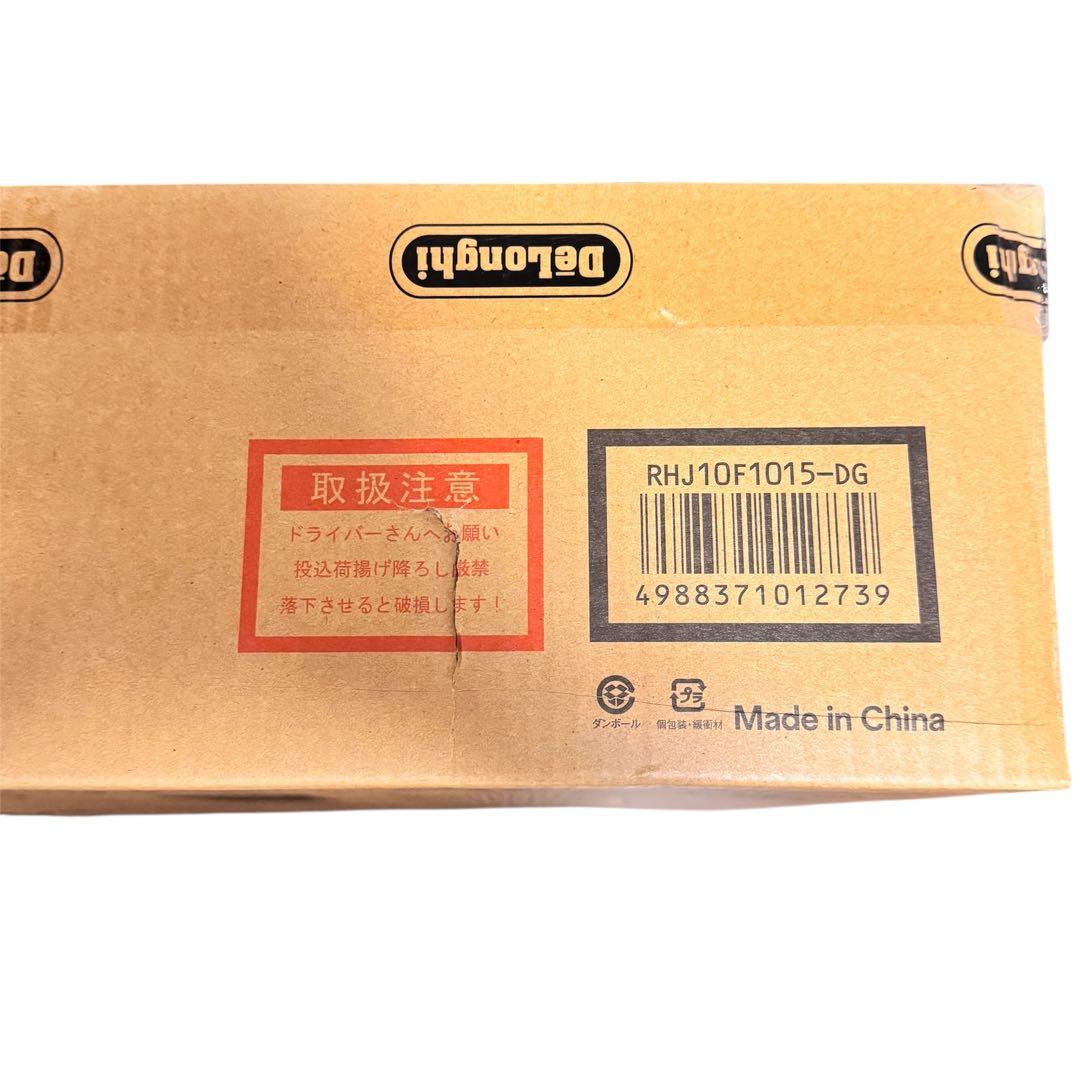 DeLonghi
取扱注意
ドライバーさんへお願い
投込荷揚げ降ろし厳禁
落下させると破損します！
RHJ10F1015-DG
4988371012739
ダンボール
プラ
個包装・緩衝材
Made in China